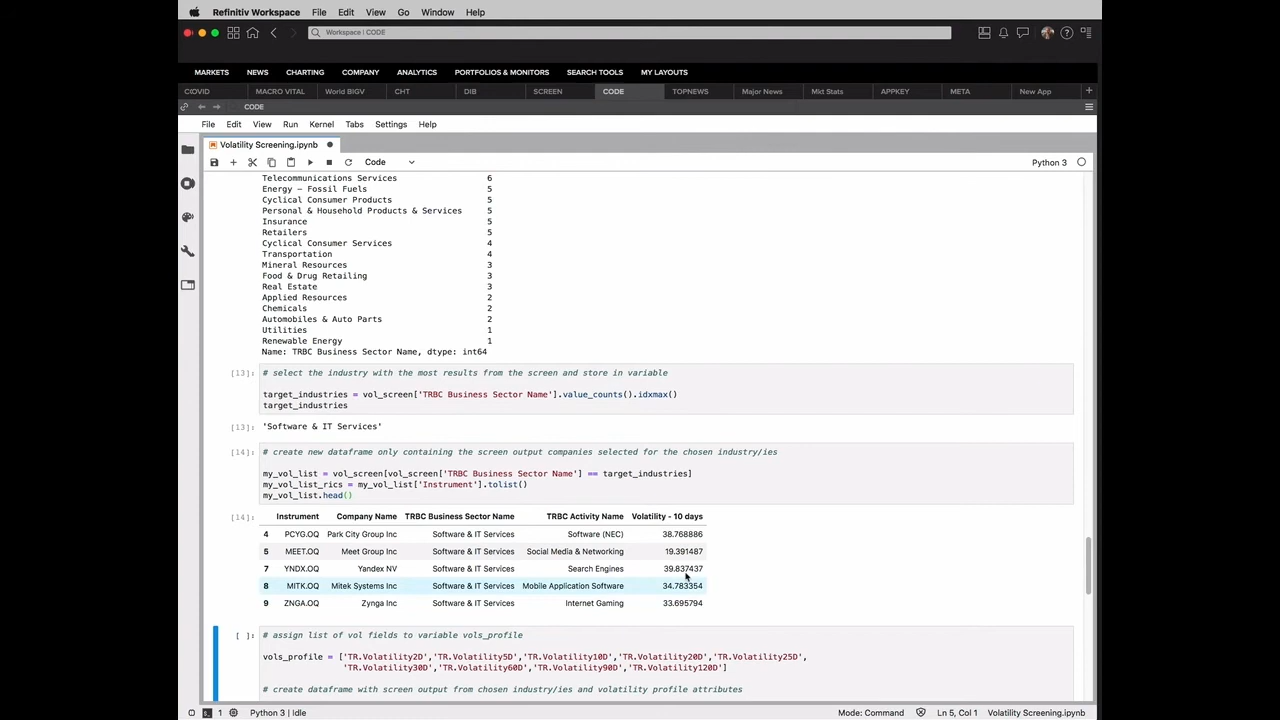 Refinitiv Workspace File Edit View Go Window Help
Workspace | CODE
MARKETS NEWS CHARTING COMPANY ANALYTICS PORTFOLIOS & MONITORS SEARCH TOOLS MY LAYOUTS
MACRO VITAL World BIGV CHT DIB SCREEN CODE TOPNEWS Major News Mkt Stats APPKEY META New App +
CODE
File Edit View Run Kernel Tabs Settings Help
Volatility Screening.ipynb
Code Python 3
Telecommunications Services 6
Energy – Fossil Fuels 5
Cyclical Consumer Products 5
Personal & Household Products & Services 5
Insurance 5
Retailers 5
Cyclical Consumer Services 4
Transportation 4
Mineral Resources 3
Food & Drug Retailing 3
Real Estate 3
Applied Resources 2
Chemicals 2
Automobiles & Auto Parts 2
Utilities 1
Renewable Energy 1
Name: TRBC Business Sector Name, dtype: int64
[13]: # select the industry with the most results from the screen and store in variable
target_industries = vol_screen['TRBC Business Sector Name'].value_counts().idxmax()
target_industries
[13]: 'Software & IT Services'
[14]: # create new dataframe only containing the screen output companies selected for the chosen industry/ies
my_vol_list = vol_screen[vol_screen['TRBC Business Sector Name'] == target_industries]
my_vol_list_rics = my_vol_list['Instrument'].tolist()
my_vol_list.head()
[14]: Instrument Company Name TRBC Business Sector Name TRBC Activity Name Volatility - 10 days
4 PCYG.OQ Park City Group Inc Software & IT Services Software (NEC) 38.768886
5 MEET.OQ Meet Group Inc Software & IT Services Social Media & Networking 19.391487
7 YNDX.OQ Yandex NV Software & IT Services Search Engines 39.837437
8 MITK.OQ Mitek Systems Inc Software & IT Services Mobile Application Software 34.783354
9 ZNGA.OQ Zynga Inc Software & IT Services Internet Gaming 33.695794
[ ]: # assign list of vol fields to variable vols_profile
vols_profile = ['TR.Volatility2D','TR.Volatility5D','TR.Volatility10D','TR.Volatility20D','TR.Volatility25D',
'TR.Volatility30D','TR.Volatility60D','TR.Volatility90D','TR.Volatility120D']
# create dataframe with screen output from chosen industry/ies and volatility profile attributes
1 Python 3 | Idle Mode: Command Ln 5, Col 1 Volatility Screening.ipynb